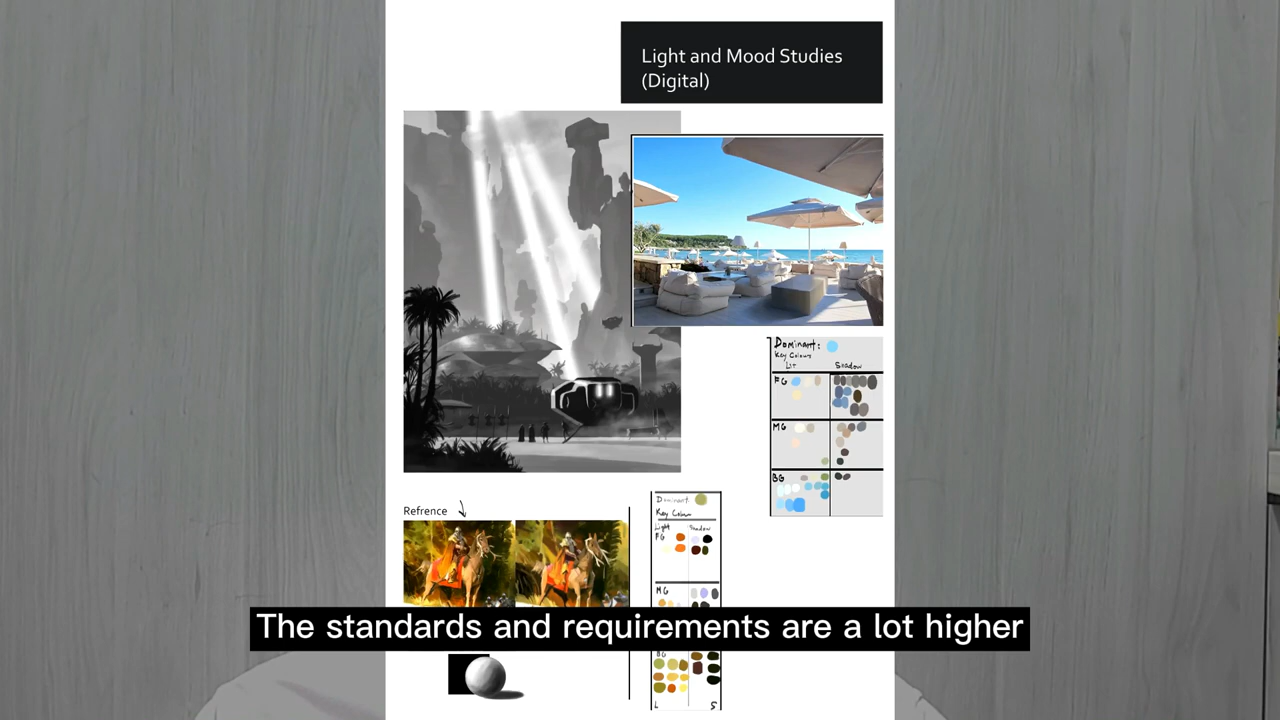 Light and Mood Studies
(Digital)
Dominant:
Key Colours
Lit
Shadow
FG
MG
BG
Refrence
Dominant:
Key Colour
Light
Shadow
FG
MG
The standards and requirements are a lot higher
BG
L
S